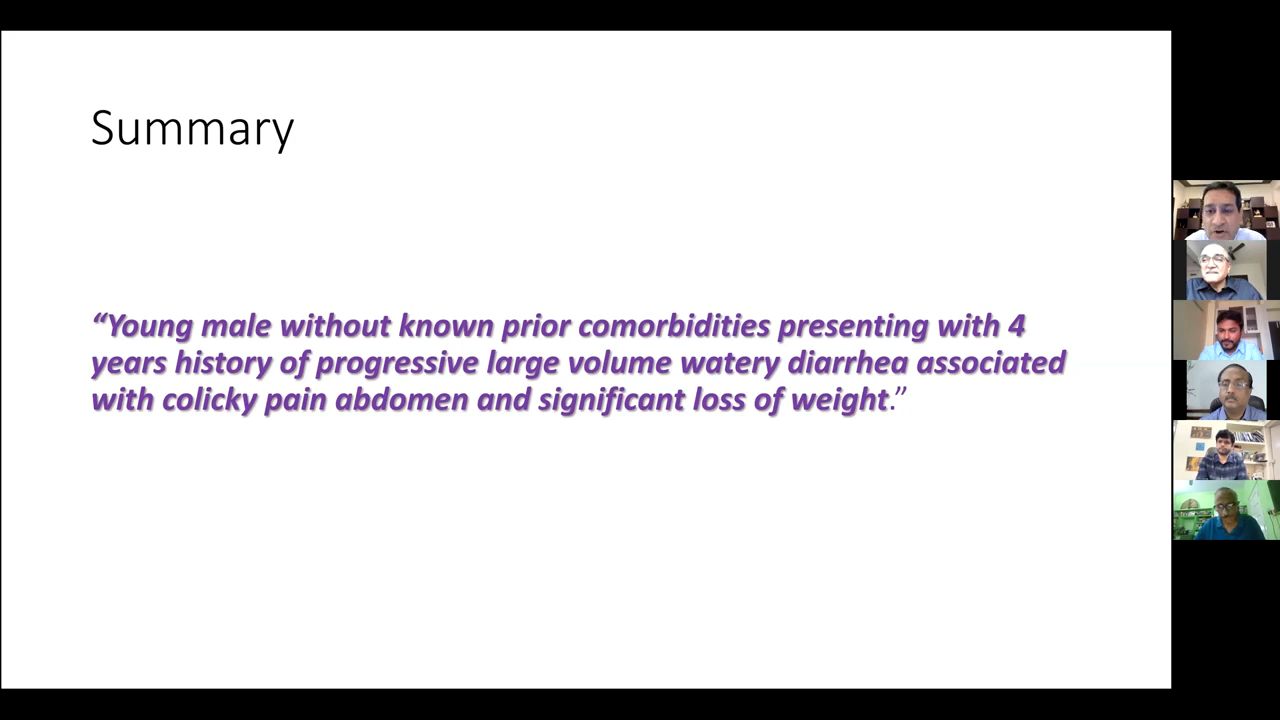 Summary
“Young male without known prior comorbidities presenting with 4
years history of progressive large volume watery diarrhea associated
with colicky pain abdomen and significant loss of weight.”